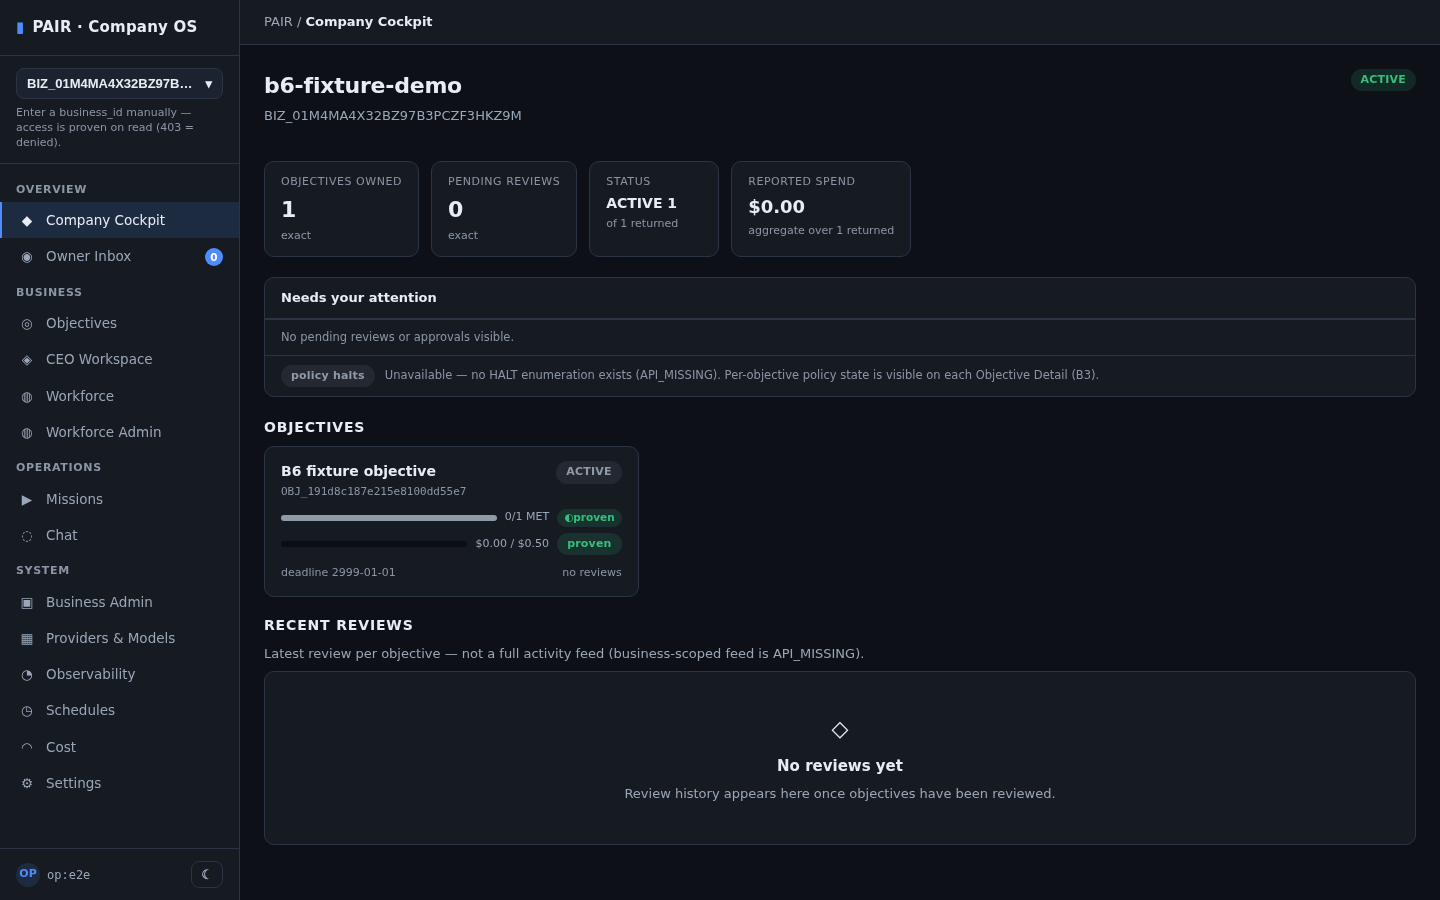 PAIR · Company OS
BIZ_01M4MA4X32BZ97B… ▼
Enter a business_id manually —
access is proven on read (403 =
denied).
OVERVIEW
Company Cockpit
Owner Inbox 0
BUSINESS
Objectives
CEO Workspace
Workforce
Workforce Admin
OPERATIONS
Missions
Chat
SYSTEM
Business Admin
Providers & Models
Observability
Schedules
Cost
Settings
OP op:e2e
PAIR / Company Cockpit
b6-fixture-demo ACTIVE
BIZ_01M4MA4X32BZ97B3PCZF3HKZ9M
OBJECTIVES OWNED
1
exact
PENDING REVIEWS
0
exact
STATUS
ACTIVE 1
of 1 returned
REPORTED SPEND
$0.00
aggregate over 1 returned
Needs your attention
No pending reviews or approvals visible.
policy halts Unavailable — no HALT enumeration exists (API_MISSING). Per-objective policy state is visible on each Objective Detail (B3).
OBJECTIVES
B6 fixture objective ACTIVE
OBJ_191d8c187e215e8100dd55e7
0/1 MET ◐proven
$0.00 / $0.50 proven
deadline 2999-01-01 no reviews
RECENT REVIEWS
Latest review per objective — not a full activity feed (business-scoped feed is API_MISSING).
No reviews yet
Review history appears here once objectives have been reviewed.